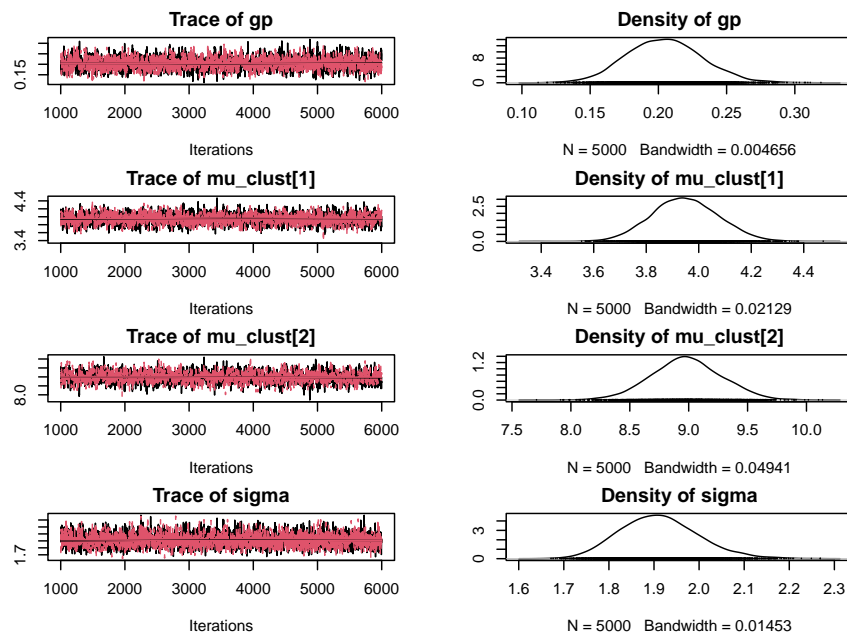 Trace of gp
0.15
1000 2000 3000 4000 5000 6000
Iterations
Density of gp
0 8
0.10 0.15 0.20 0.25 0.30
N = 5000 Bandwidth = 0.004656
Trace of mu_clust[1]
3.4 4.4
1000 2000 3000 4000 5000 6000
Iterations
Density of mu_clust[1]
0.0 2.5
3.4 3.6 3.8 4.0 4.2 4.4
N = 5000 Bandwidth = 0.02129
Trace of mu_clust[2]
8.0
1000 2000 3000 4000 5000 6000
Iterations
Density of mu_clust[2]
0.0 1.2
7.5 8.0 8.5 9.0 9.5 10.0
N = 5000 Bandwidth = 0.04941
Trace of sigma
1.7
1000 2000 3000 4000 5000 6000
Iterations
Density of sigma
0 3
1.6 1.7 1.8 1.9 2.0 2.1 2.2 2.3
N = 5000 Bandwidth = 0.01453